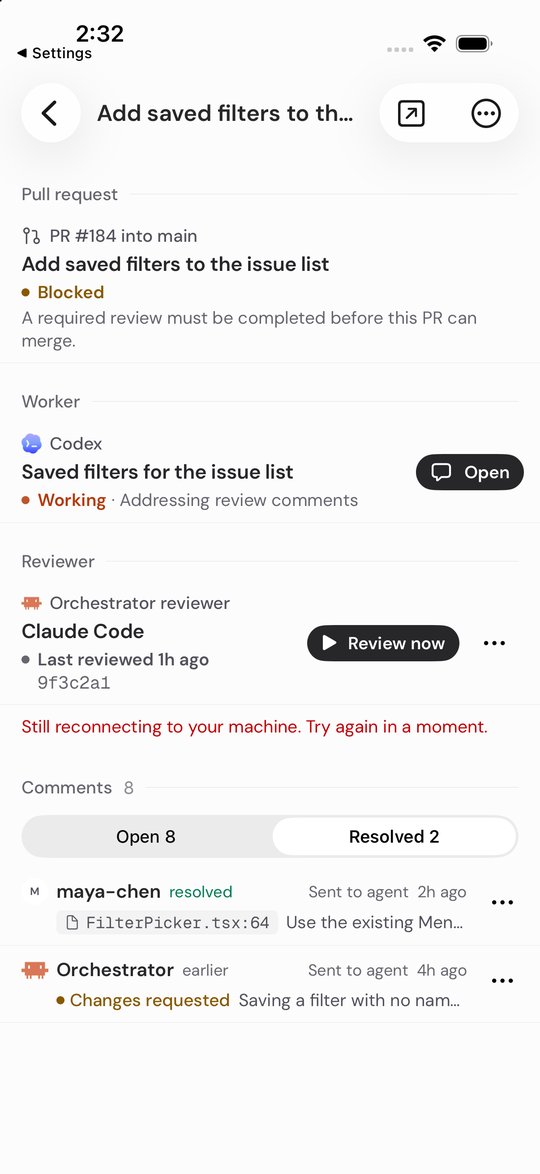 2:32
◀ Settings
Add saved filters to th...
Pull request
PR #184 into main
Add saved filters to the issue list
Blocked
A required review must be completed before this PR can
merge.
Worker
Codex
Saved filters for the issue list
Open
Working · Addressing review comments
Reviewer
Orchestrator reviewer
Claude Code
Review now
Last reviewed 1h ago
9f3c2a1
Still reconnecting to your machine. Try again in a moment.
Comments 8
Open 8
Resolved 2
M
maya-chen resolved Sent to agent 2h ago
FilterPicker.tsx:64 Use the existing Men...
Orchestrator earlier Sent to agent 4h ago
Changes requested Saving a filter with no nam...